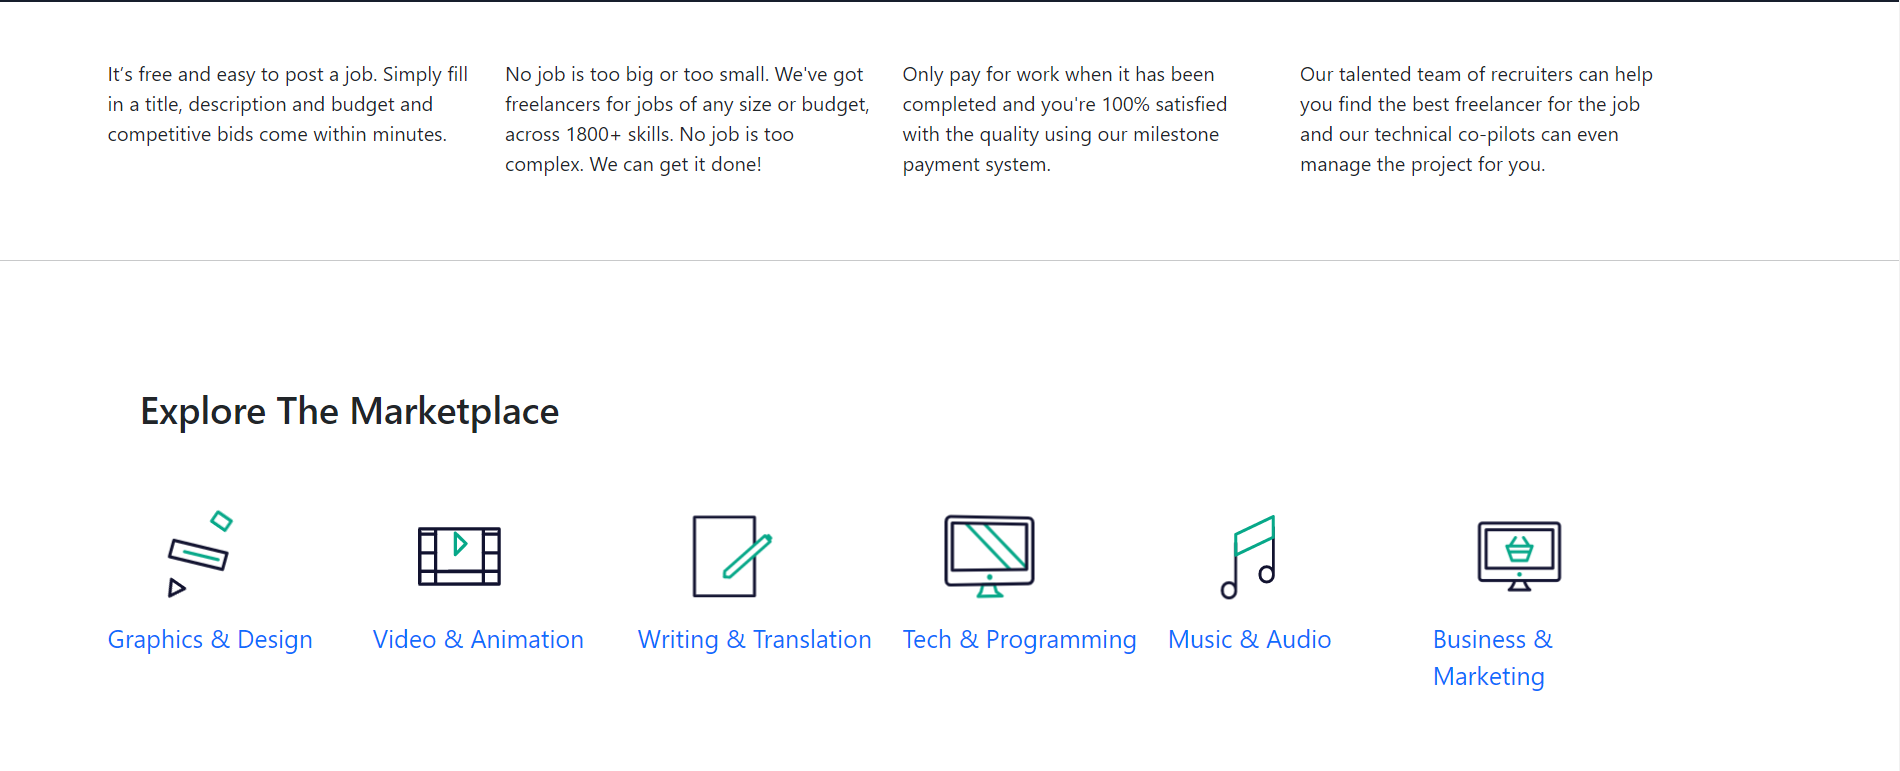 It’s free and easy to post a job. Simply fill
in a title, description and budget and
competitive bids come within minutes.
No job is too big or too small. We've got
freelancers for jobs of any size or budget,
across 1800+ skills. No job is too
complex. We can get it done!
Only pay for work when it has been
completed and you're 100% satisfied
with the quality using our milestone
payment system.
Our talented team of recruiters can help
you find the best freelancer for the job
and our technical co-pilots can even
manage the project for you.
Explore The Marketplace
Graphics & Design
Video & Animation
Writing & Translation
Tech & Programming
Music & Audio
Business &
Marketing